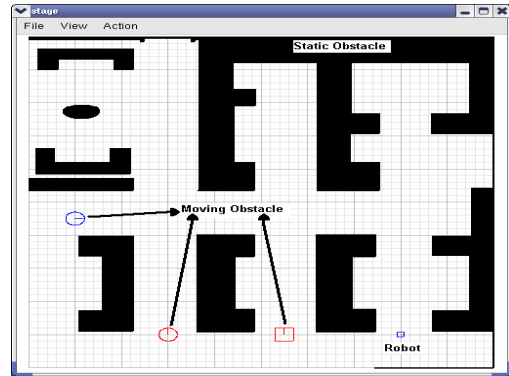 stage
File View Action
Static Obstacle
Moving Obstacle
Robot